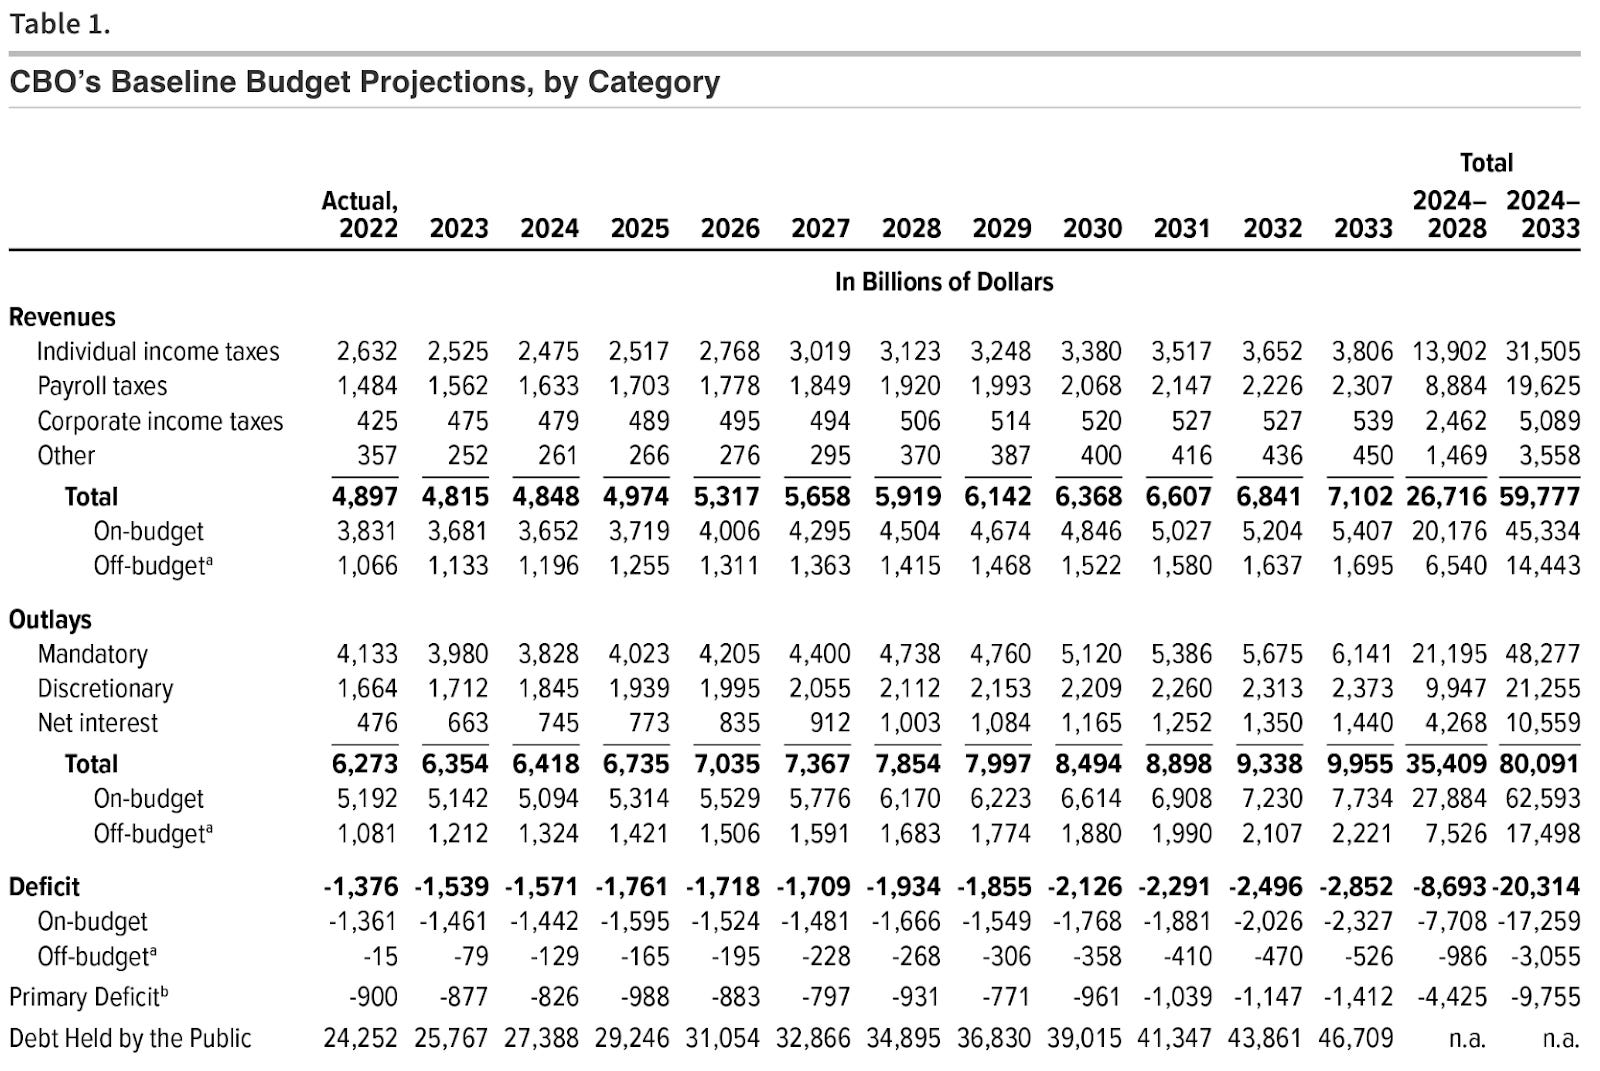 Table 1.
CBO’s Baseline Budget Projections, by Category
Total
Actual, 2024– 2024–
2022 2023 2024 2025 2026 2027 2028 2029 2030 2031 2032 2033 2028 2033
In Billions of Dollars
Revenues
Individual income taxes 2,632 2,525 2,475 2,517 2,768 3,019 3,123 3,248 3,380 3,517 3,652 3,806 13,902 31,505
Payroll taxes 1,484 1,562 1,633 1,703 1,778 1,849 1,920 1,993 2,068 2,147 2,226 2,307 8,884 19,625
Corporate income taxes 425 475 479 489 495 494 506 514 520 527 527 539 2,462 5,089
Other 357 252 261 266 276 295 370 387 400 416 436 450 1,469 3,558
Total 4,897 4,815 4,848 4,974 5,317 5,658 5,919 6,142 6,368 6,607 6,841 7,102 26,716 59,777
On-budget 3,831 3,681 3,652 3,719 4,006 4,295 4,504 4,674 4,846 5,027 5,204 5,407 20,176 45,334
Off-budgetᵃ 1,066 1,133 1,196 1,255 1,311 1,363 1,415 1,468 1,522 1,580 1,637 1,695 6,540 14,443
Outlays
Mandatory 4,133 3,980 3,828 4,023 4,205 4,400 4,738 4,760 5,120 5,386 5,675 6,141 21,195 48,277
Discretionary 1,664 1,712 1,845 1,939 1,995 2,055 2,112 2,153 2,209 2,260 2,313 2,373 9,947 21,255
Net interest 476 663 745 773 835 912 1,003 1,084 1,165 1,252 1,350 1,440 4,268 10,559
Total 6,273 6,354 6,418 6,735 7,035 7,367 7,854 7,997 8,494 8,898 9,338 9,955 35,409 80,091
On-budget 5,192 5,142 5,094 5,314 5,529 5,776 6,170 6,223 6,614 6,908 7,230 7,734 27,884 62,593
Off-budgetᵃ 1,081 1,212 1,324 1,421 1,506 1,591 1,683 1,774 1,880 1,990 2,107 2,221 7,526 17,498
Deficit -1,376 -1,539 -1,571 -1,761 -1,718 -1,709 -1,934 -1,855 -2,126 -2,291 -2,496 -2,852 -8,693 -20,314
On-budget -1,361 -1,461 -1,442 -1,595 -1,524 -1,481 -1,666 -1,549 -1,768 -1,881 -2,026 -2,327 -7,708 -17,259
Off-budgetᵃ -15 -79 -129 -165 -195 -228 -268 -306 -358 -410 -470 -526 -986 -3,055
Primary Deficitᵇ -900 -877 -826 -988 -883 -797 -931 -771 -961 -1,039 -1,147 -1,412 -4,425 -9,755
Debt Held by the Public 24,252 25,767 27,388 29,246 31,054 32,866 34,895 36,830 39,015 41,347 43,861 46,709 n.a. n.a.